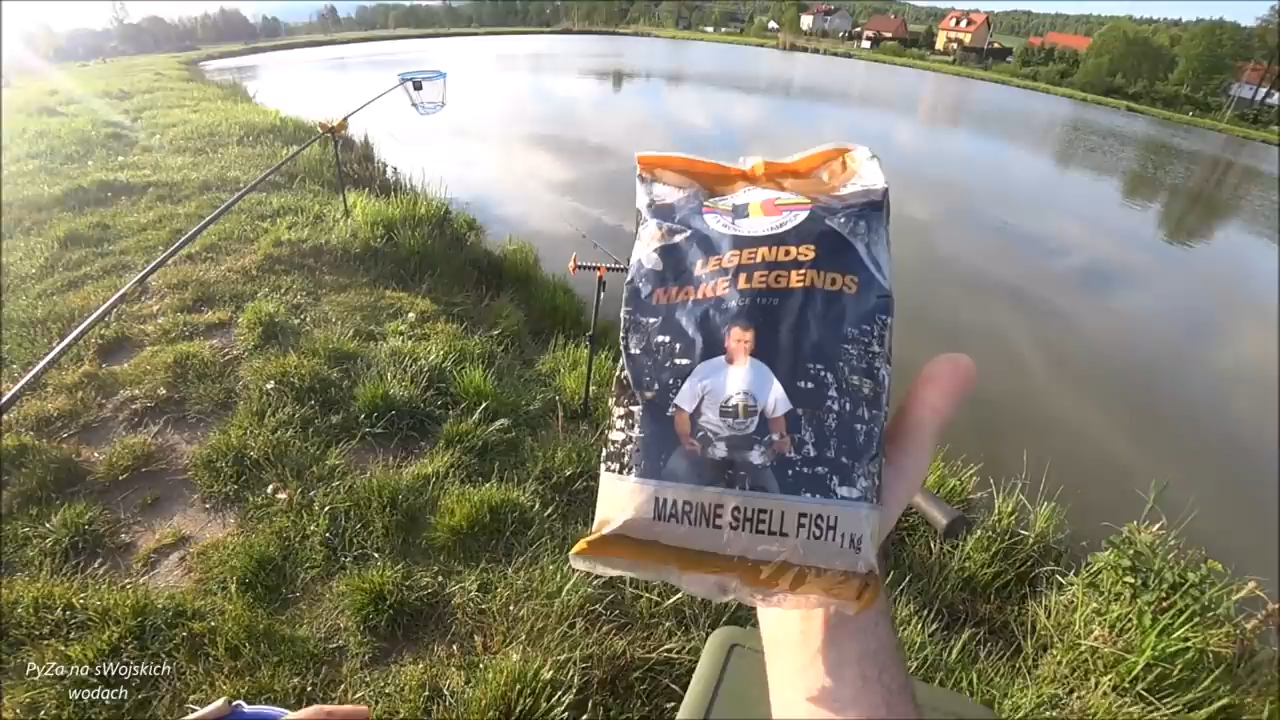 LEGENDS
MAKE LEGENDS
SINCE 1970
MARINE SHELL FISH 1 Kg
PyZa na sWojskich
wodach